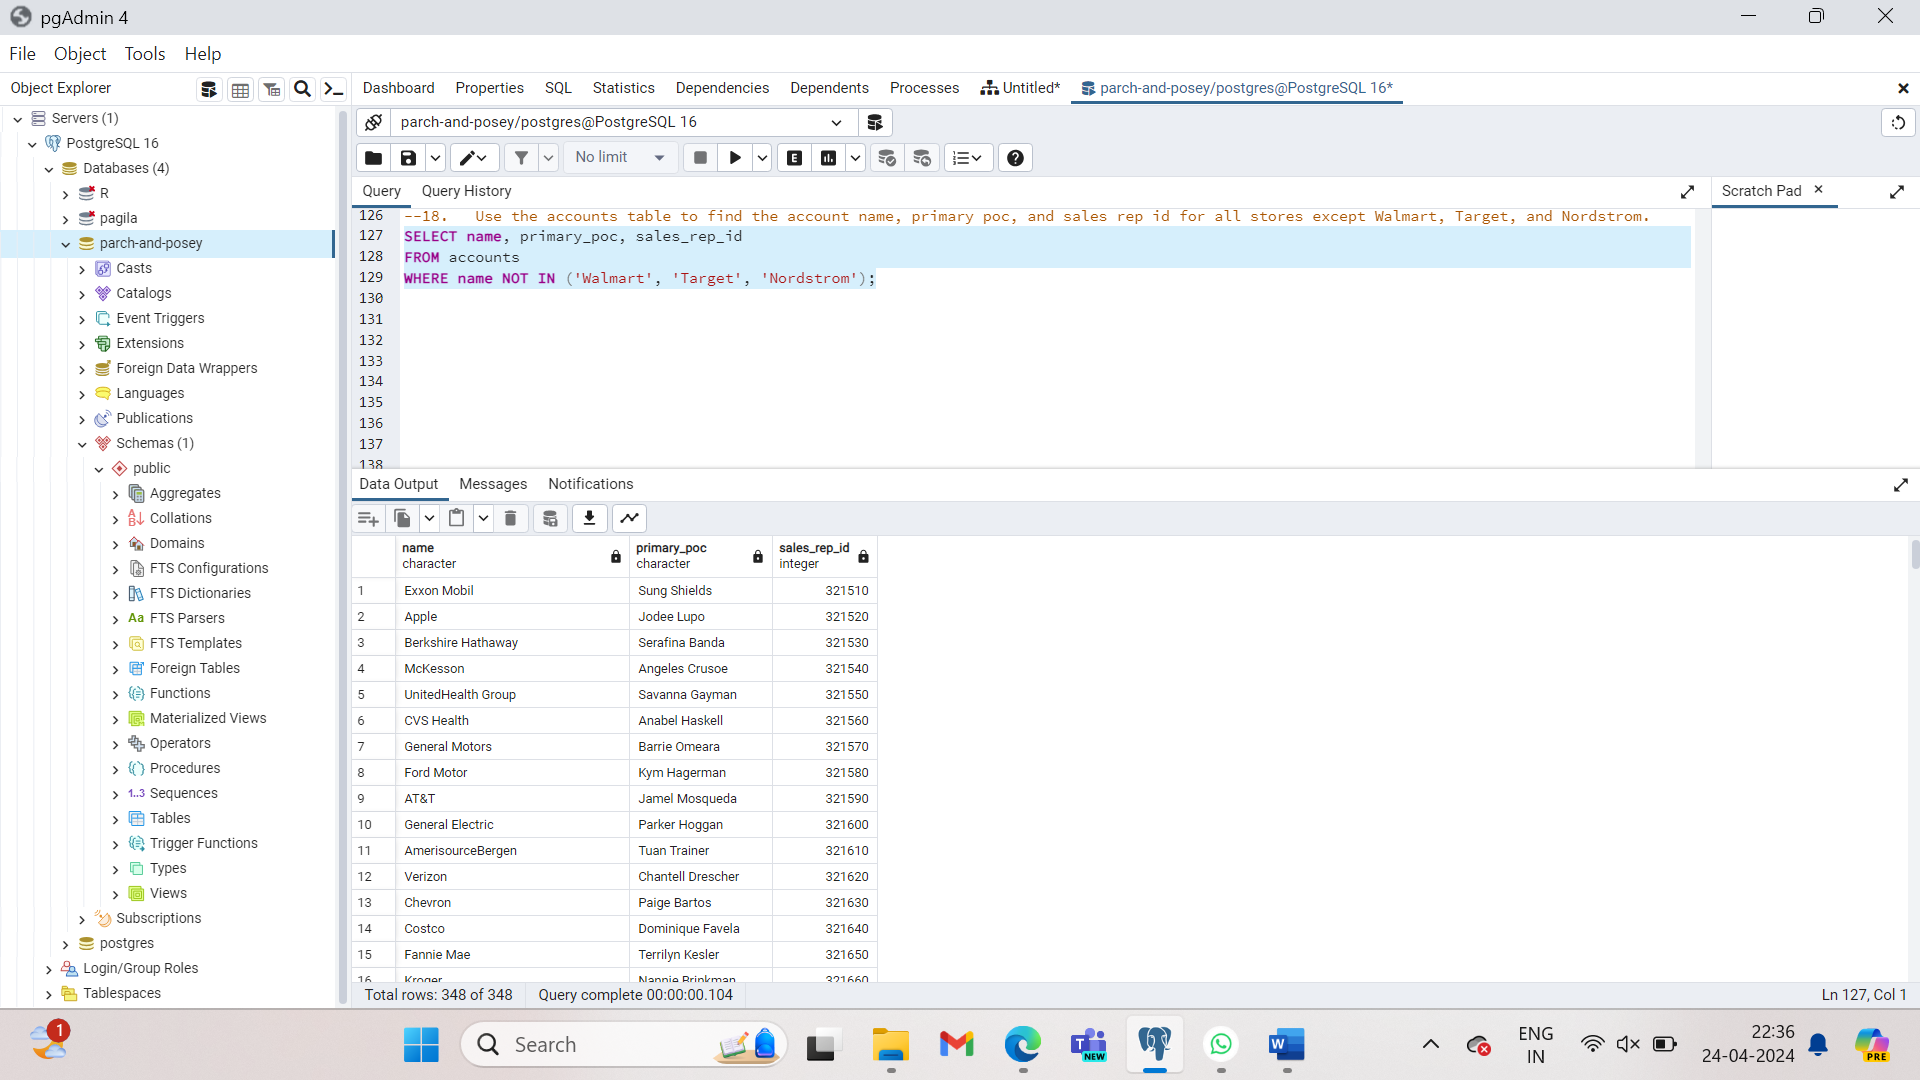 pgAdmin 4
File Object Tools Help
Object Explorer
Dashboard Properties SQL Statistics Dependencies Dependents Processes Untitled* parch-and-posey/postgres@PostgreSQL 16*
Servers (1)
PostgreSQL 16
Databases (4)
R
pagila
parch-and-posey
Casts
Catalogs
Event Triggers
Extensions
Foreign Data Wrappers
Languages
Publications
Schemas (1)
public
Aggregates
Collations
Domains
FTS Configurations
FTS Dictionaries
Aa FTS Parsers
FTS Templates
Foreign Tables
Functions
Materialized Views
Operators
Procedures
1..3 Sequences
Tables
Trigger Functions
Types
Views
Subscriptions
postgres
Login/Group Roles
Tablespaces
parch-and-posey/postgres@PostgreSQL 16
No limit
E
Query Query History
Scratch Pad
126 --18. Use the accounts table to find the account name, primary poc, and sales rep id for all stores except Walmart, Target, and Nordstrom.
127 SELECT name, primary_poc, sales_rep_id
128 FROM accounts
129 WHERE name NOT IN ('Walmart', 'Target', 'Nordstrom');
130
131
132
133
134
135
136
137
138
Data Output Messages Notifications
name primary_poc sales_rep_id
character character integer
1 Exxon Mobil Sung Shields 321510
2 Apple Jodee Lupo 321520
3 Berkshire Hathaway Serafina Banda 321530
4 McKesson Angeles Crusoe 321540
5 UnitedHealth Group Savanna Gayman 321550
6 CVS Health Anabel Haskell 321560
7 General Motors Barrie Omeara 321570
8 Ford Motor Kym Hagerman 321580
9 AT&T Jamel Mosqueda 321590
10 General Electric Parker Hoggan 321600
11 AmerisourceBergen Tuan Trainer 321610
12 Verizon Chantell Drescher 321620
13 Chevron Paige Bartos 321630
14 Costco Dominique Favela 321640
15 Fannie Mae Terrilyn Kesler 321650
16 Kroger Nannie Brinkman 321660
Total rows: 348 of 348 Query complete 00:00:00.104
Ln 127, Col 1
1
Search
NEW
ENG
IN
22:36
24-04-2024
PRE